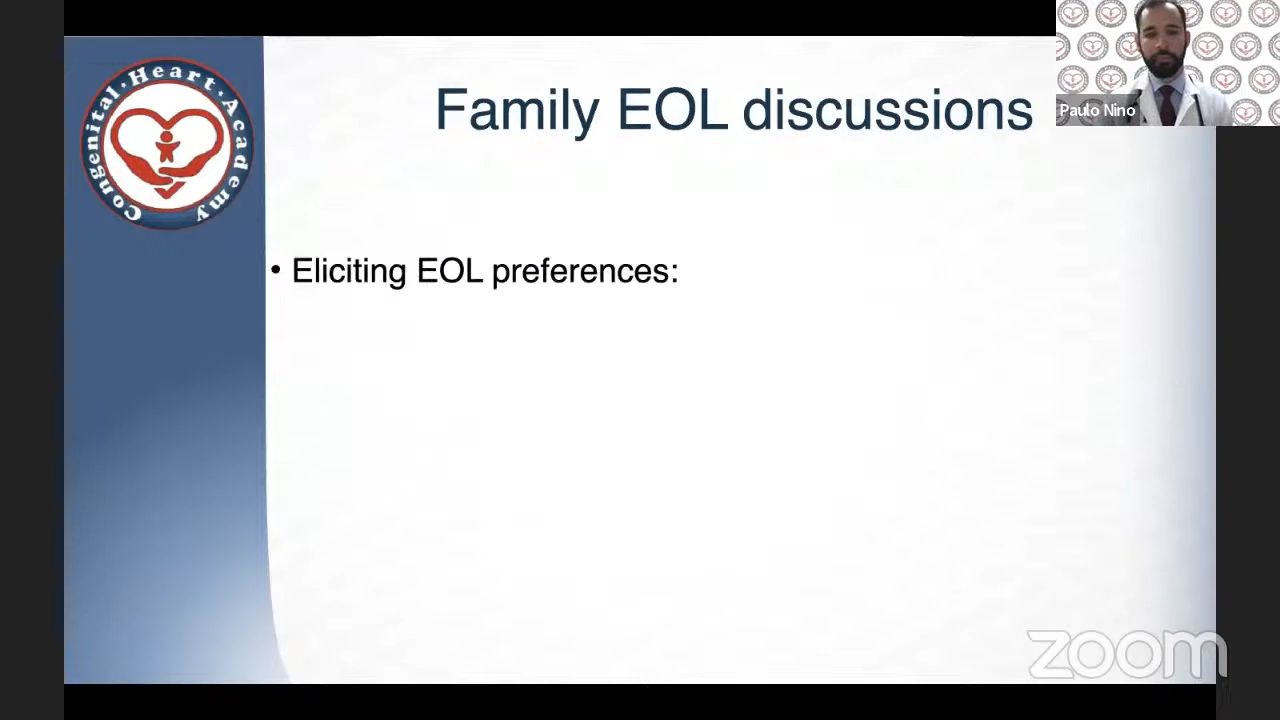 Congenital · Heart · Academy
Family EOL discussions
Paulo Nino
• Eliciting EOL preferences:
zoom